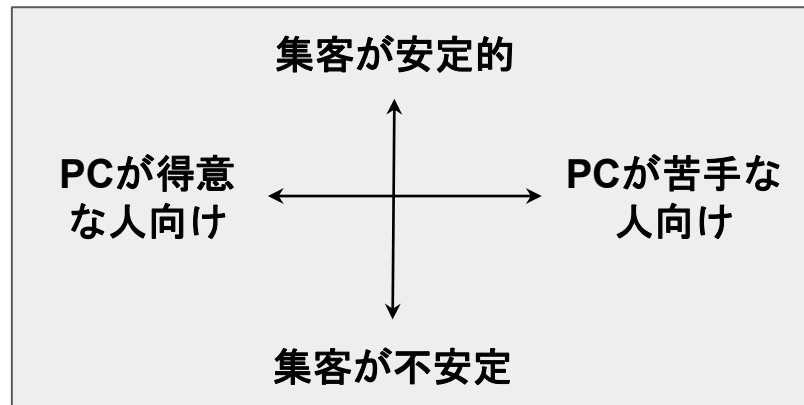 集客が安定的
PCが得意
な人向け
PCが苦手な
人向け
集客が不安定